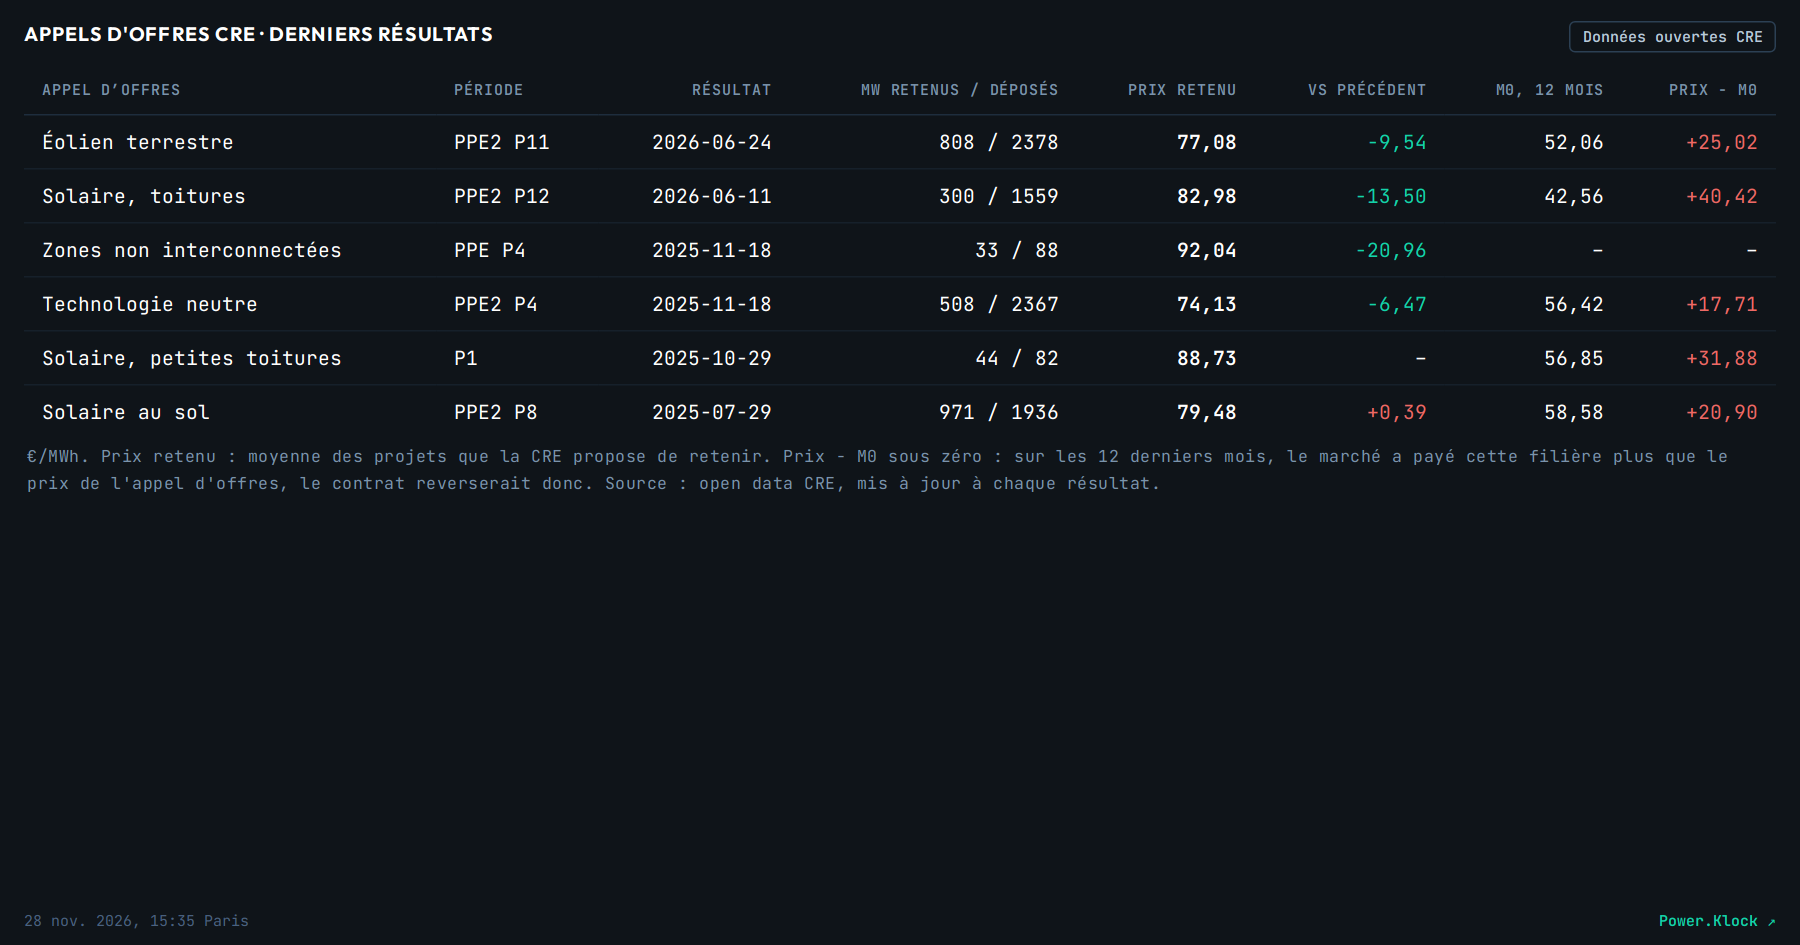 APPELS D'OFFRES CRE · DERNIERS RÉSULTATS
Données ouvertes CRE
APPEL D’OFFRES PÉRIODE RÉSULTAT MW RETENUS / DÉPOSÉS PRIX RETENU VS PRÉCÉDENT M0, 12 MOIS PRIX - M0
Éolien terrestre PPE2 P11 2026-06-24 808 / 2378 77,08 -9,54 52,06 +25,02
Solaire, toitures PPE2 P12 2026-06-11 300 / 1559 82,98 -13,50 42,56 +40,42
Zones non interconnectées PPE P4 2025-11-18 33 / 88 92,04 -20,96 – –
Technologie neutre PPE2 P4 2025-11-18 508 / 2367 74,13 -6,47 56,42 +17,71
Solaire, petites toitures P1 2025-10-29 44 / 82 88,73 – 56,85 +31,88
Solaire au sol PPE2 P8 2025-07-29 971 / 1936 79,48 +0,39 58,58 +20,90
€/MWh. Prix retenu : moyenne des projets que la CRE propose de retenir. Prix - M0 sous zéro : sur les 12 derniers mois, le marché a payé cette filière plus que le
prix de l'appel d'offres, le contrat reverserait donc. Source : open data CRE, mis à jour à chaque résultat.
28 nov. 2026, 15:35 Paris
Power.Klock ↗